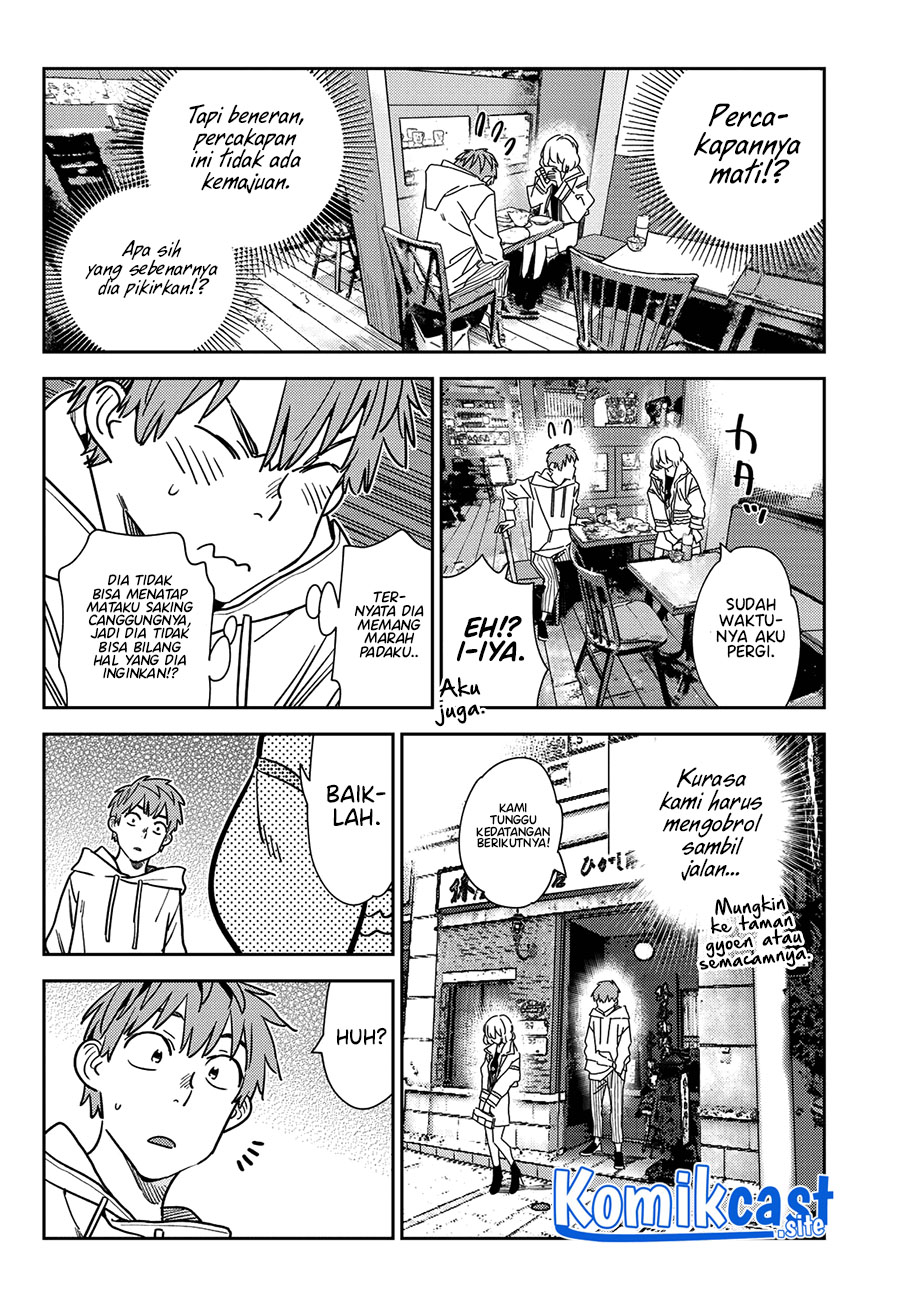 Perca-
kapannya
mati!?
Tapi beneran,
percakapan
ini tidak ada
kemajuan.
Apa sih
yang sebenarnya
dia pikirkan!?
カタッ
SUDAH
WAKTU-
NYA AKU
PERGI.
EH!?
I-IYA.
Aku
juga.
TER-
NYATA DIA
MEMANG
MARAH
PADAKU..
DIA TIDAK
BISA MENATAP
MATAKU SAKING
CANGGUNGNYA,
JADI DIA TIDAK
BISA BILANG
HAL YANG DIA
INGINKAN!?
Kurasa
kami harus
mengobrol
sambil
jalan...
Mungkin
ke taman
gyoen atau
semacamnya.
KAMI
TUNGGU
KEDATANGAN
BERIKUTNYA!
BAIK-
LAH.
HUH?
Komikcast
.site